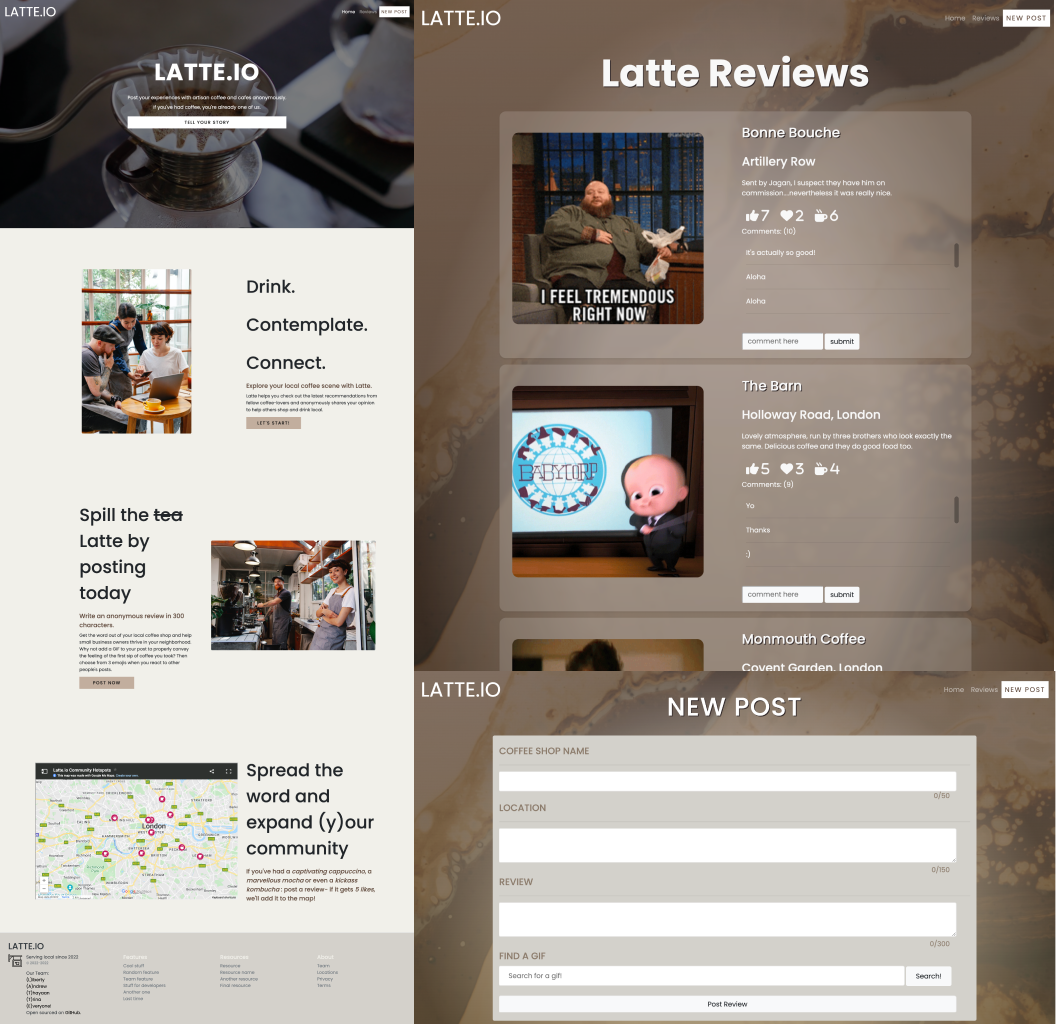 LATTE.IO
Home Reviews NEW POST
LATTE.IO
Post your experiences with artisan coffee and cafes anonymously.
If you've had coffee, you're already one of us.
TELL YOUR STORY
Drink.
Contemplate.
Connect.
Explore your local coffee scene with Latte.
Latte helps you check out the latest recommendations from
fellow coffee-lovers and anonymously shares your opinion
to help others shop and drink local.
LET'S START!
Spill the tea
Latte by
posting
today
Write an anonymous review in 300
characters.
Get the word out of your local coffee shop and help
small business owners thrive in your neighborhood.
Why not add a GIF to your post to properly convey
the feeling of the first sip of coffee you took? Then
choose from 3 emojis when you react to other
people's posts.
POST NOW
Latte.io Community Hotspots
This map was made with Google My Maps. Create your own.
London
Spread the
word and
expand (y)our
community
If you've had a captivating cappuccino, a
marvellous mocha or even a kickass
kombucha : post a review- if it gets 5 likes,
we'll add it to the map!
LATTE.IO
Serving local since 2022
© 2022-2022
Our Team:
(L)iberty
(A)ndrew
(T)hayaan
(T)rina
(E)veryone!
Open sourced on GitHub.
Features
Cool stuff
Random feature
Team feature
Stuff for developers
Another one
Last time
Resources
Resource
Resource name
Another resource
Final resource
About
Team
Locations
Privacy
Terms
LATTE.IO
Home Reviews NEW POST
Latte Reviews
I FEEL TREMENDOUS
RIGHT NOW
Bonne Bouche
Artillery Row
Sent by Jagan, I suspect they have him on
commission...nevertheless it was really nice.
7 2 6
Comments: (10)
it's actually so good!
Aloha
Aloha
comment here submit
BABYCORP
The Barn
Holloway Road, London
Lovely atmosphere, run by three brothers who look exactly the
same. Delicious coffee and they do good food too.
5 3 4
Comments: (9)
Yo
Thanks
:)
comment here submit
Monmouth Coffee
Covent Garden, London
LATTE.IO
Home Reviews NEW POST
NEW POST
COFFEE SHOP NAME
0/50
LOCATION
0/150
REVIEW
0/300
FIND A GIF
Search for a gif! Search!
Post Review